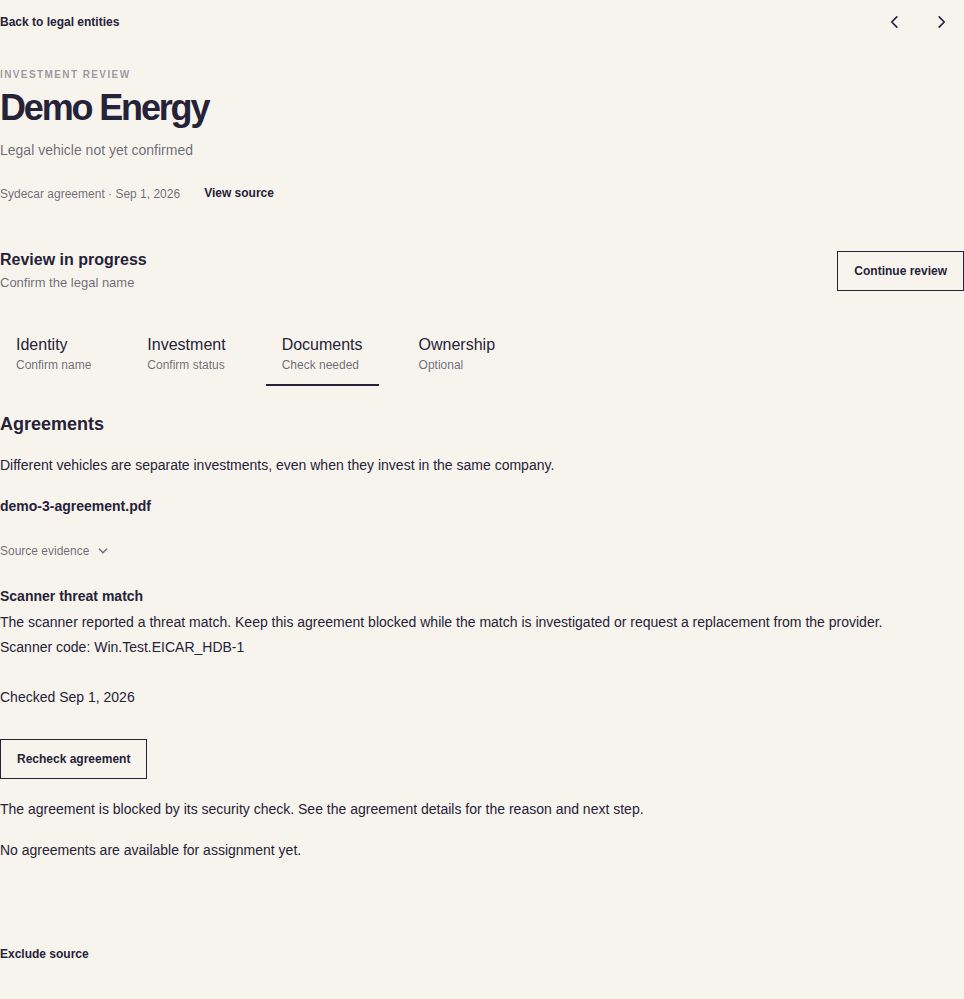 Back to legal entities
INVESTMENT REVIEW
Demo Energy
Legal vehicle not yet confirmed
Sydecar agreement · Sep 1, 2026 View source
Review in progress
Confirm the legal name
Continue review
Identity Investment Documents Ownership
Confirm name Confirm status Check needed Optional
Agreements
Different vehicles are separate investments, even when they invest in the same company.
demo-3-agreement.pdf
Source evidence
Scanner threat match
The scanner reported a threat match. Keep this agreement blocked while the match is investigated or request a replacement from the provider.
Scanner code: Win.Test.EICAR_HDB-1
Checked Sep 1, 2026
Recheck agreement
The agreement is blocked by its security check. See the agreement details for the reason and next step.
No agreements are available for assignment yet.
Exclude source